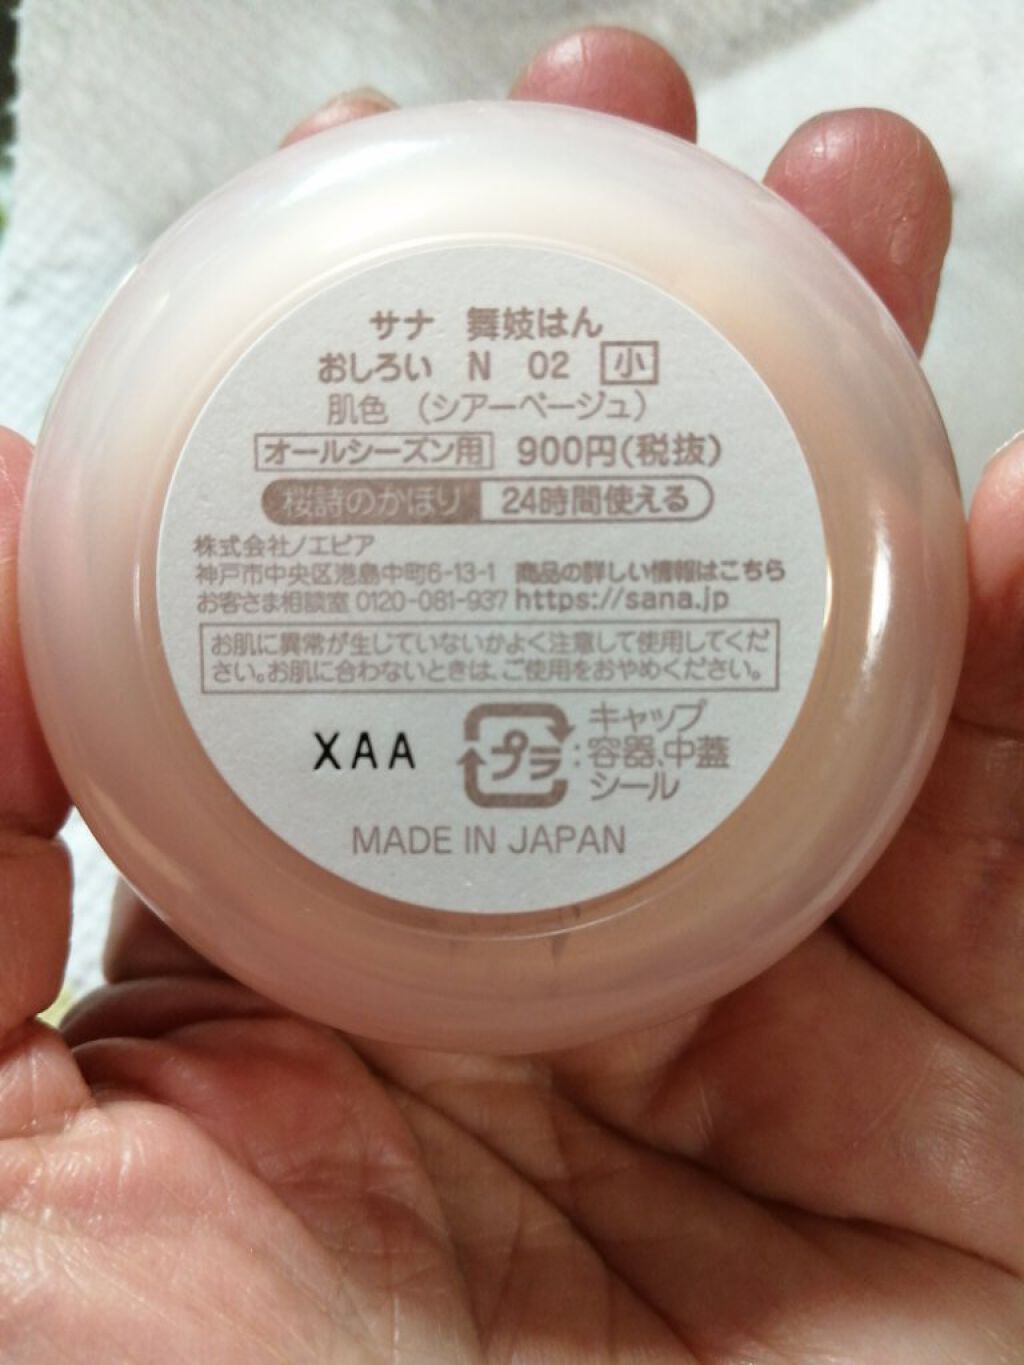 サナ 舞妓はん
おしろい N 02 小
肌色 (シアーベージュ)
オールシーズン用 900円(税抜)
桜詩のかほり 24時間使える
株式会社ノエビア
神戸市中央区港島中町6-13-1 商品の詳しい情報はこちら
お客さま相談室 0120-081-937 https://sana.jp
お肌に異常が生じていないかよく注意して使用してくだ
さい。お肌に合わないときは、ご使用をおやめください。
XAA プラ : キャップ
容器、中蓋
シール
MADE IN JAPAN